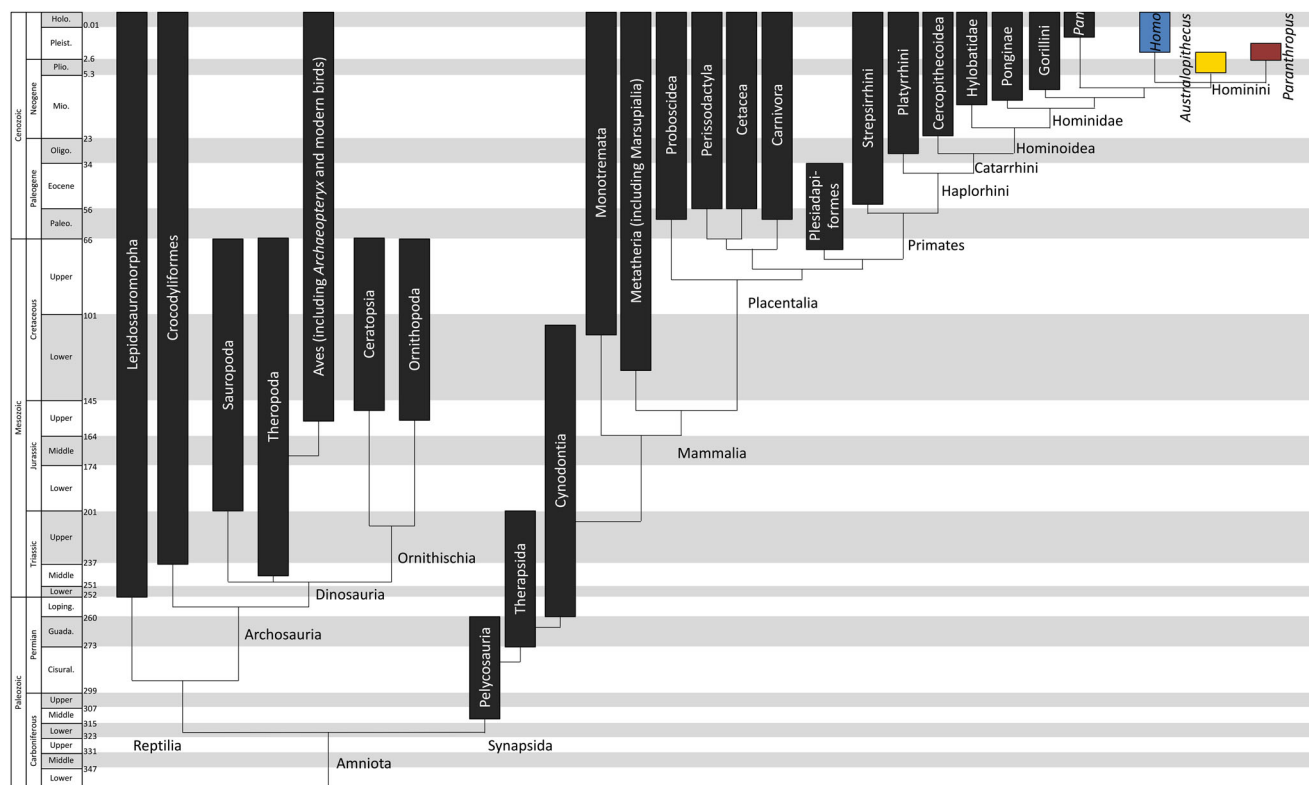 Holo.
0.01
Pleist.
2.6
Plio.
5.3
Mio.
23
Oligo.
34
Eocene
56
Paleo.
66
Upper
101
Lower
145
Upper
164
Middle
174
Lower
201
Upper
237
Middle
251
Lower
252
Loping.
260
Guada.
273
Cisural.
299
Upper
307
Middle
315
Lower
323
Upper
331
Middle
347
Lower
Cenozoic
Mesozoic
Paleozoic
Neogene
Paleogene
Cretaceous
Jurassic
Triassic
Permian
Carboniferous
Lepidosauromorpha
Crocodyliformes
Sauropoda
Theropoda
Aves (including Archaeopteryx and modern birds)
Ceratopsia
Ornithopoda
Pelycosauria
Therapsida
Cynodontia
Monotremata
Metatheria (including Marsupialia)
Proboscidea
Perissodactyla
Cetacea
Carnivora
Plesiadapi-
formes
Strepsirrhini
Platyrrhini
Cercopithecoidea
Hylobatidae
Ponginae
Gorillini
Pan
Homo
Australopithecus
Paranthropus
Hominini
Hominidae
Hominoidea
Catarrhini
Haplorhini
Primates
Placentalia
Mammalia
Ornithischia
Dinosauria
Archosauria
Reptilia
Synapsida
Amniota